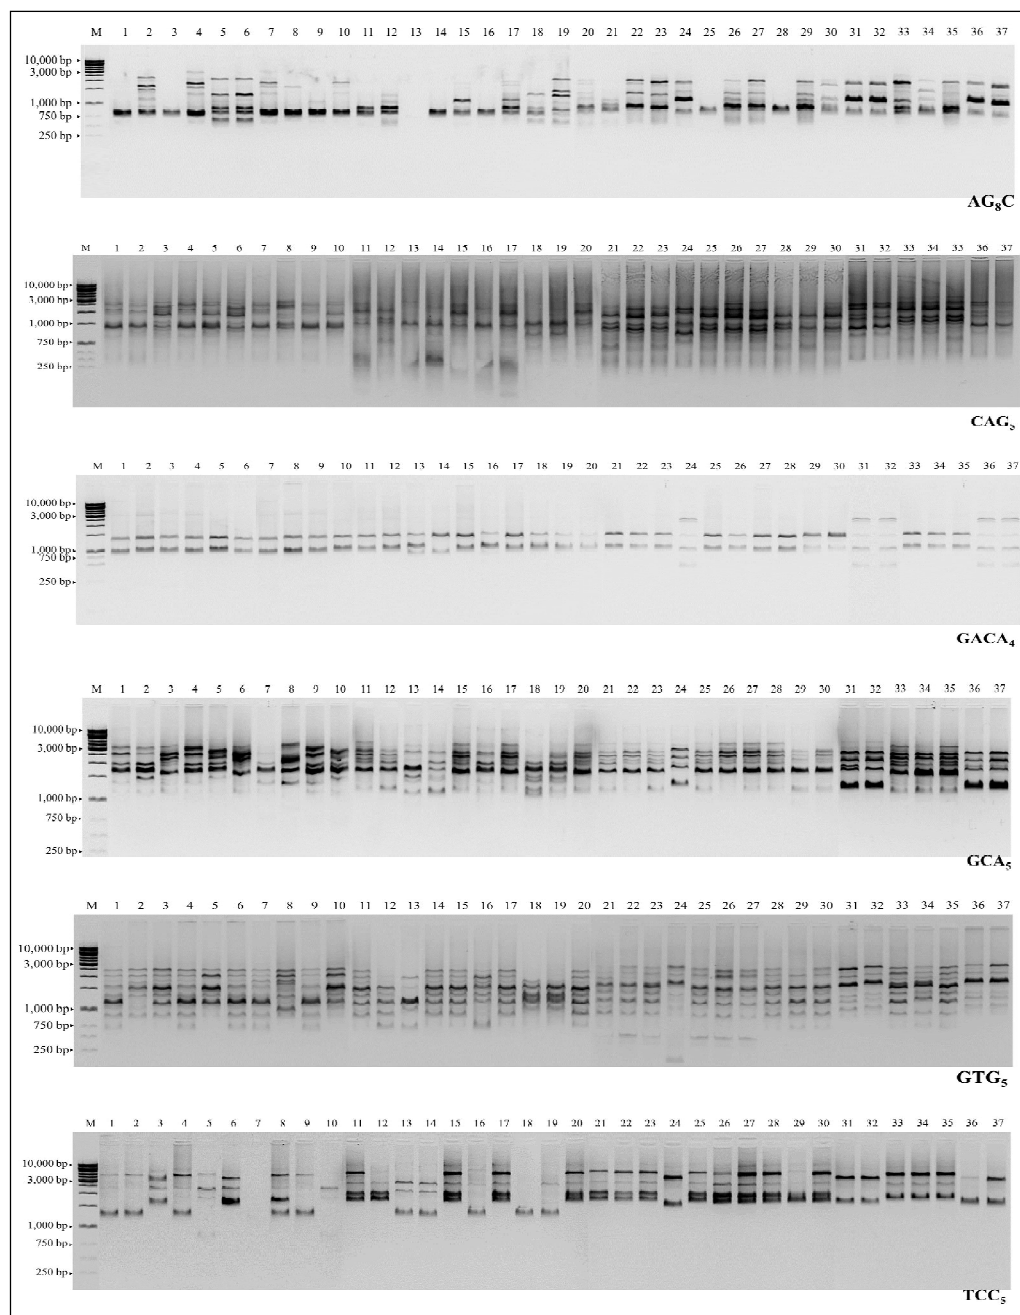 M 1 2 3 4 5 6 7 8 9 10 11 12 13 14 15 16 17 18 19 20 21 22 23 24 25 26 27 28 29 30 31 32 33 34 35 36 37
10,000 bp
3,000 bp
1,000 bp
750 bp
250 bp
AG₈C
M 1 2 3 4 5 6 7 8 9 10 11 12 13 14 15 16 17 18 19 20 21 22 23 24 25 26 27 28 29 30 31 32 33 34 33 36 37
10,000 bp
3,000 bp
1,000 bp
750 bp
250 bp
CAG₅
M 1 2 3 4 5 6 7 8 9 10 11 12 13 14 15 16 17 18 19 20 21 22 23 24 25 26 27 28 29 30 31 32 33 34 35 36 37
10,000 bp
3,000 bp
1,000 bp
750 bp
250 bp
GACA₄
M 1 2 3 4 5 6 7 8 9 10 11 12 13 14 15 16 17 18 19 20 21 22 23 24 25 26 27 28 29 30 31 32 33 34 35 36 37
10,000 bp
3,000 bp
1,000 bp
750 bp
250 bp
GCA₅
M 1 2 3 4 5 6 7 8 9 10 11 12 13 14 15 16 17 18 19 20 21 22 23 24 25 26 27 28 29 30 31 32 33 34 35 36 37
10,000 bp
3,000 bp
1,000 bp
750 bp
250 bp
GTG₅
M 1 2 3 4 5 6 7 8 9 10 11 12 13 14 15 16 17 18 19 20 21 22 23 24 25 26 27 28 29 30 31 32 33 34 35 36 37
10,000 bp
3,000 bp
1,000 bp
750 bp
250 bp
TCC₅